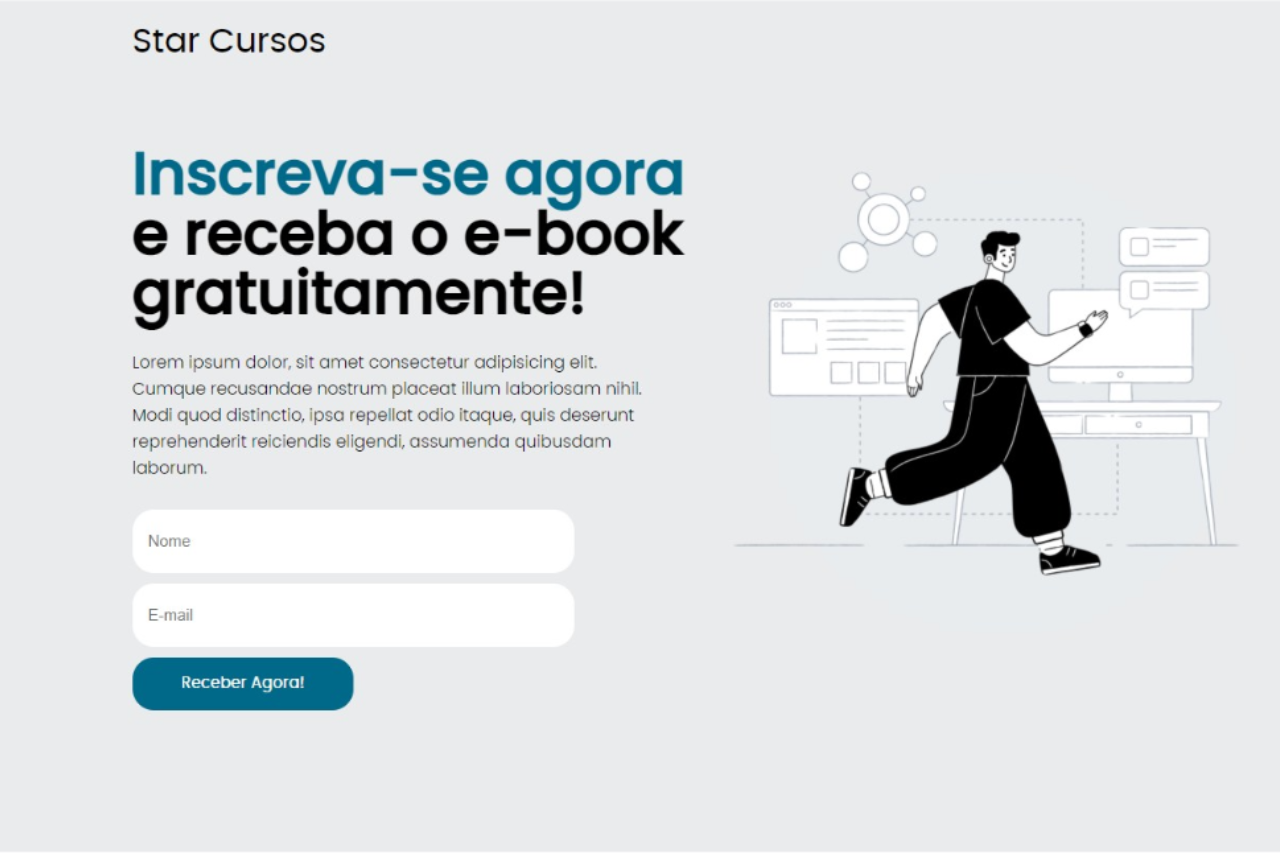 Star Cursos
Inscreva-se agora
e receba o e-book
gratuitamente!
Lorem ipsum dolor, sit amet consectetur adipisicing elit.
Cumque recusandae nostrum placeat illum laboriosam nihil.
Modi quod distinctio, ipsa repellat odio itaque, quis deserunt
reprehenderit reiciendis eligendi, assumenda quibusdam
laborum.
Nome
E-mail
Receber Agora!